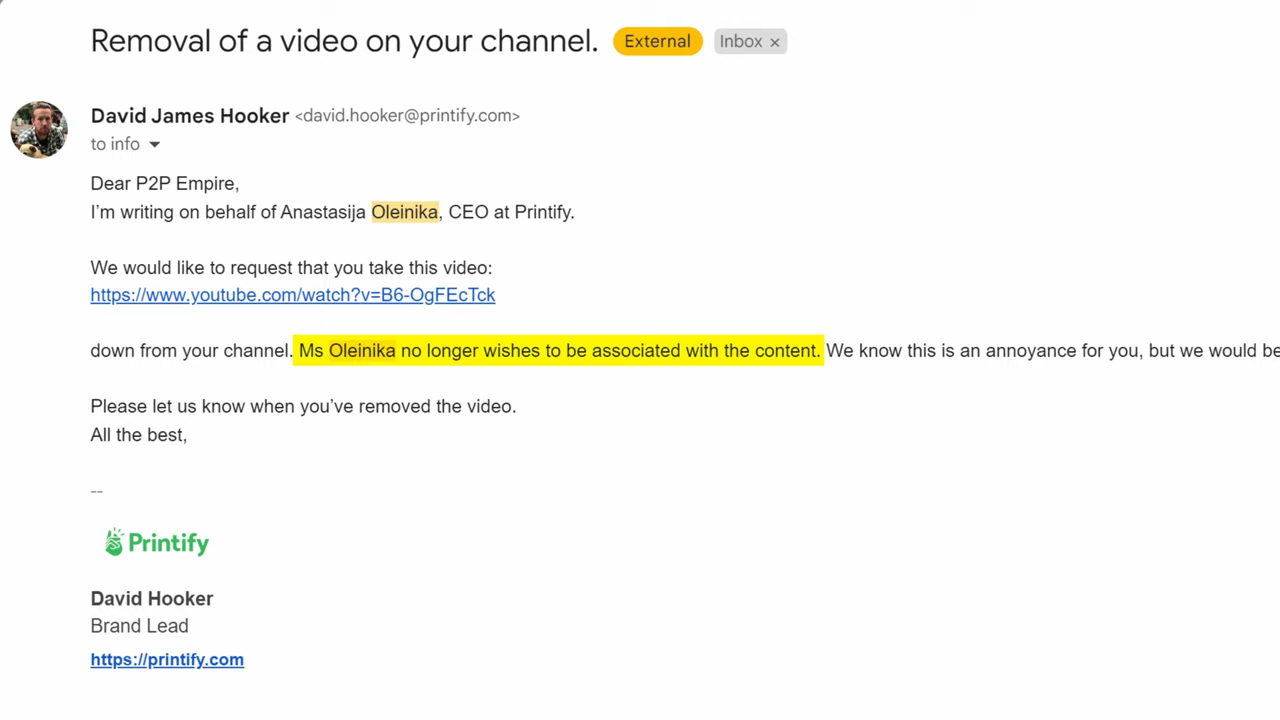 Removal of a video on your channel. External Inbox ×
David James Hooker <david.hooker@printify.com>
to info
Dear P2P Empire,
I'm writing on behalf of Anastasija Oleinika, CEO at Printify.
We would like to request that you take this video:
https://www.youtube.com/watch?v=B6-OgFEcTck
down from your channel. Ms Oleinika no longer wishes to be associated with the content. We know this is an annoyance for you, but we would be
Please let us know when you've removed the video.
All the best,
--
Printify
David Hooker
Brand Lead
https://printify.com